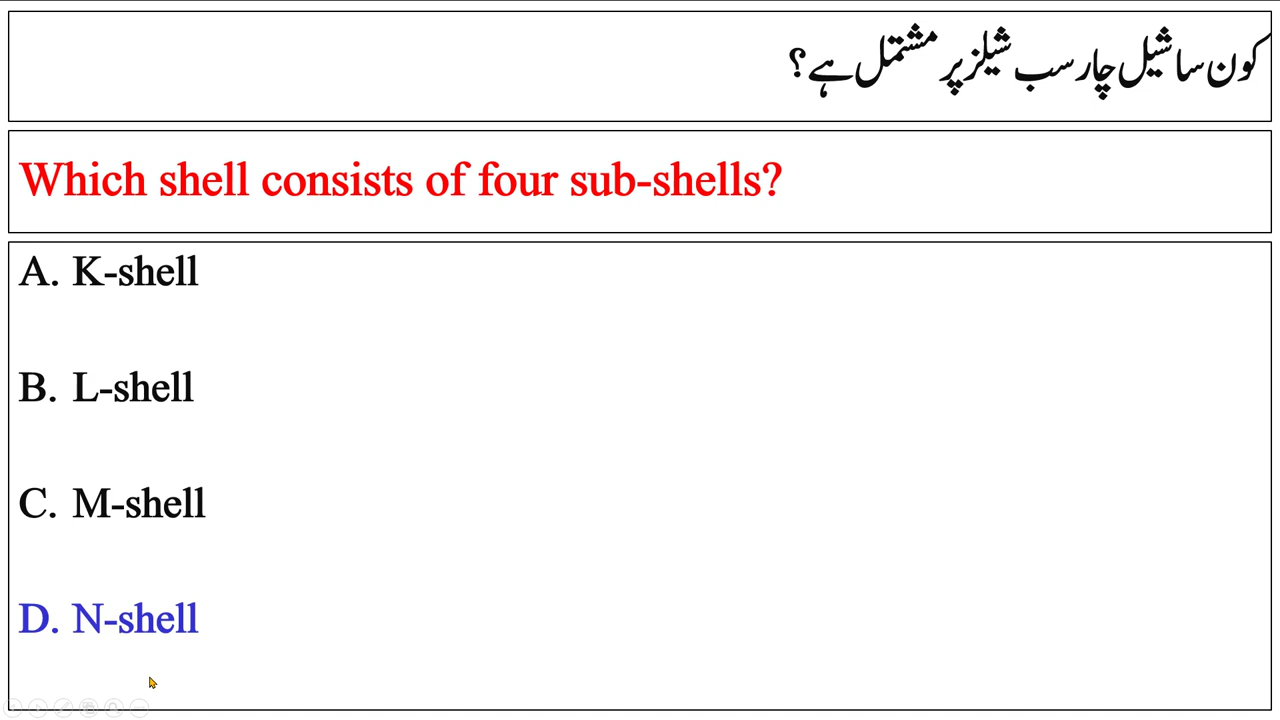 کون سا شیل چار سب شیلز پر مشتمل ہے؟
Which shell consists of four sub-shells?
A. K-shell
B. L-shell
C. M-shell
D. N-shell